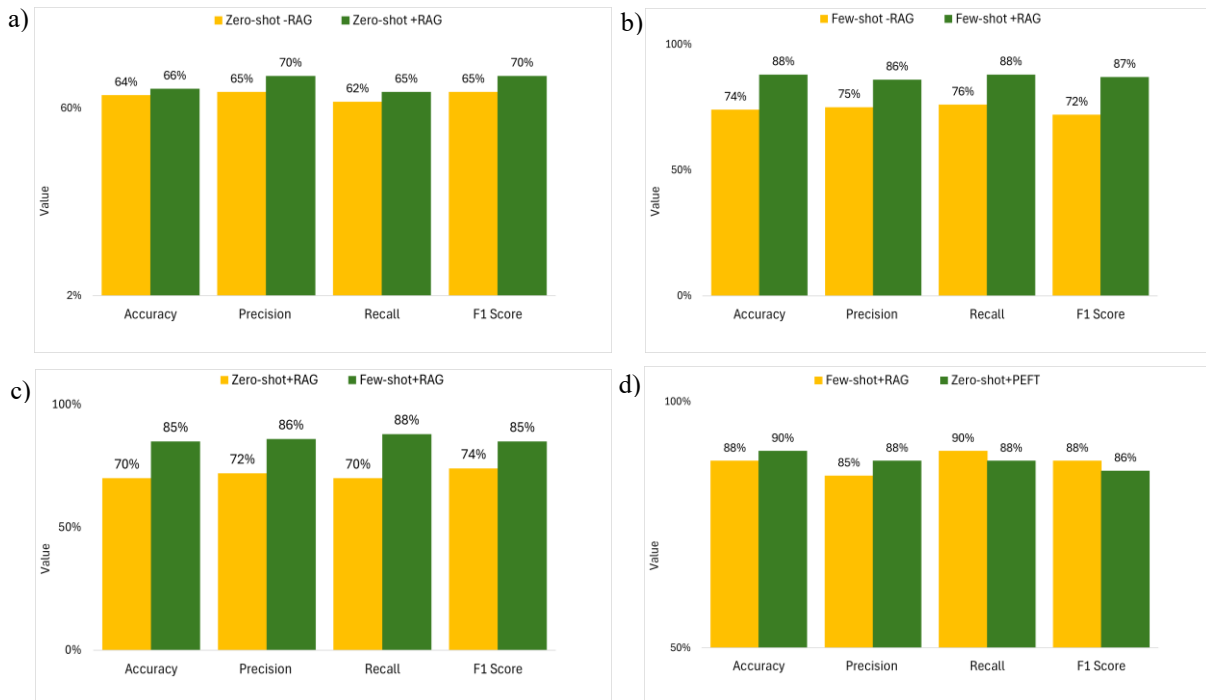 a)
Zero-shot -RAG Zero-shot +RAG
64% 66% 65% 70% 62% 65% 65% 70%
60%
Value
2%
Accuracy Precision Recall F1 Score
b)
Few-shot -RAG Few-shot +RAG
100%
74% 88% 75% 86% 76% 88% 72% 87%
50%
Value
0%
Accuracy Precision Recall F1 Score
c)
Zero-shot+RAG Few-shot+RAG
100%
70% 85% 72% 86% 70% 88% 74% 85%
50%
Value
0%
Accuracy Precision Recall F1 Score
d)
Few-shot+RAG Zero-shot+PEFT
100%
88% 90% 85% 88% 90% 88% 88% 86%
Value
50%
Accuracy Precision Recall F1 Score